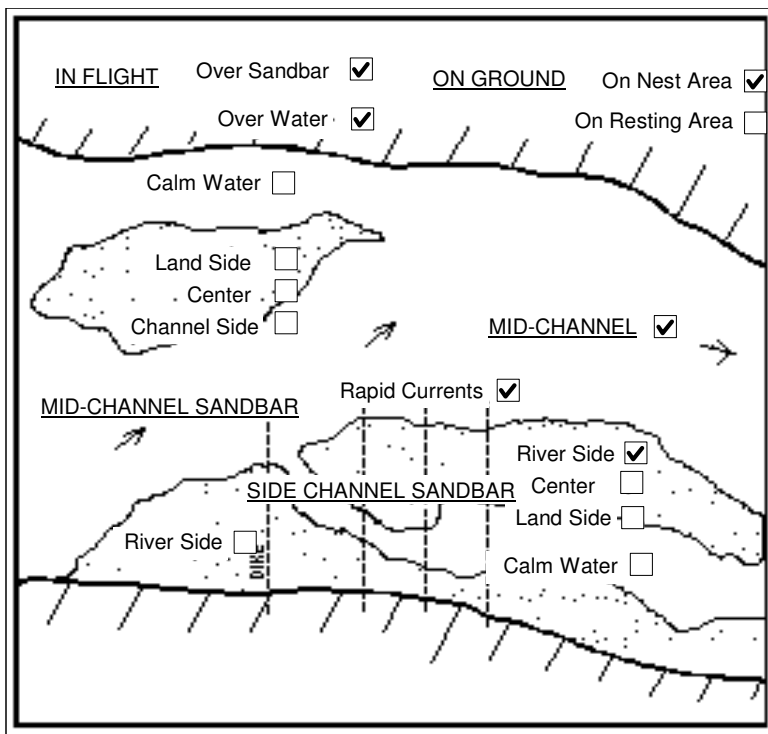 IN FLIGHT
Over Sandbar ✔
ON GROUND
On Nest Area ✔
Over Water ✔
On Resting Area ☐
Calm Water ☐
Land Side ☐
Center ☐
Channel Side ☐
MID-CHANNEL ✔
Rapid Currents ✔
MID-CHANNEL SANDBAR
River Side ✔
SIDE CHANNEL SANDBAR
Center ☐
Land Side ☐
River Side ☐
DIKE
Calm Water ☐